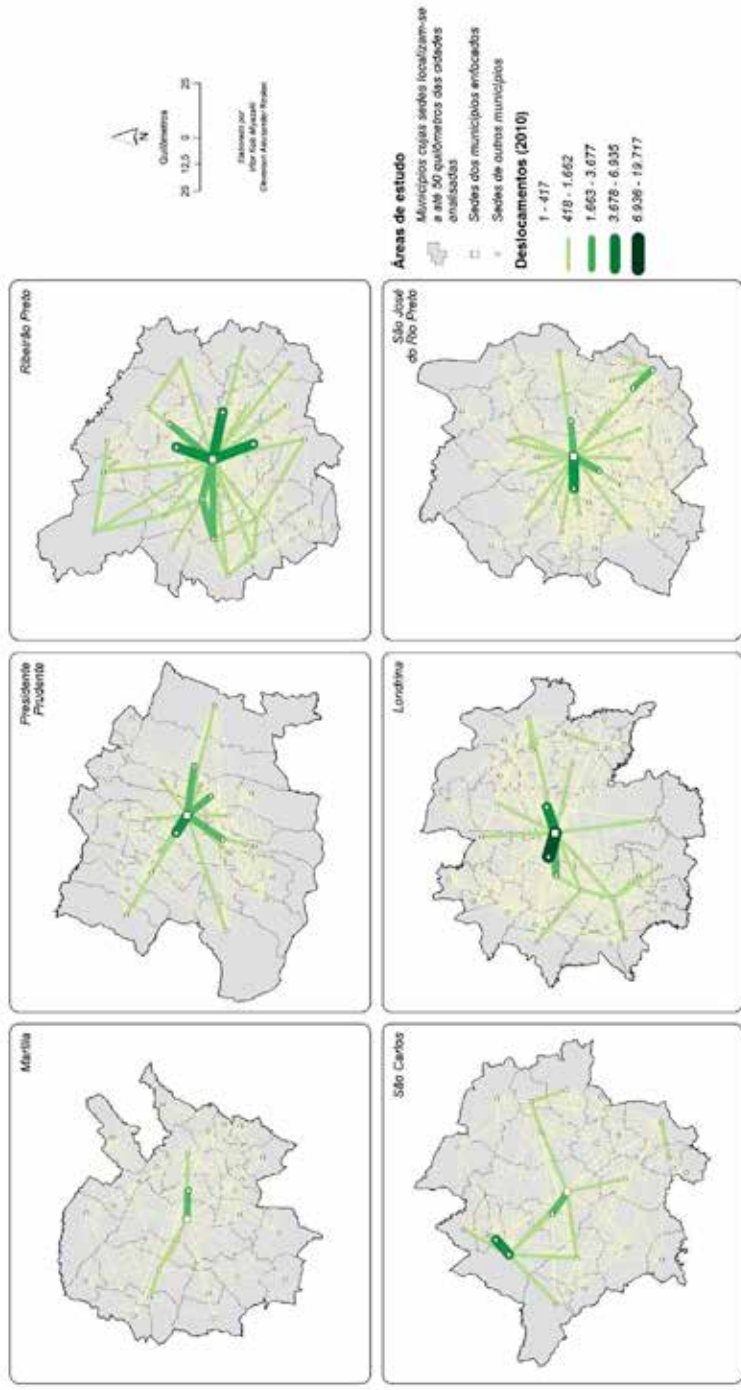 Marília
Presidente
Prudente
Ribeirão Preto
São Carlos
Londrina
São José
do Rio Preto
N
Quilômetros
25 12,5 0 25
Elaborado por
Áreas de estudo
Municípios cujas sedes localizam-se
a até 50 quilômetros das cidades
analisadas
Sedes dos municípios enfocados
Sedes de outros municípios
Deslocamentos (2010)
1 - 417
418 - 1.662
1.663 - 3.677
3.678 - 6.935
6.936 - 19.717